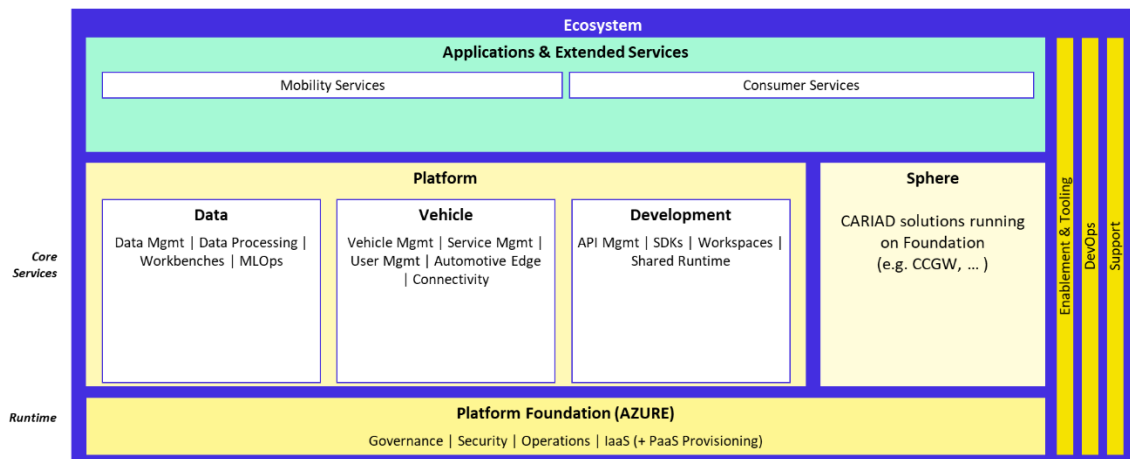 Ecosystem
Applications & Extended Services
Mobility Services
Consumer Services
Platform
Data
Data Mgmt | Data Processing |
Workbenches | MLOps
Vehicle
Vehicle Mgmt | Service Mgmt |
User Mgmt | Automotive Edge
| Connectivity
Development
API Mgmt | SDKs | Workspaces |
Shared Runtime
Sphere
CARIAD solutions running
on Foundation
(e.g. CCGW, ... )
Core
Services
Runtime
Platform Foundation (AZURE)
Governance | Security | Operations | IaaS (+ PaaS Provisioning)
Enablement & Tooling
DevOps
Support